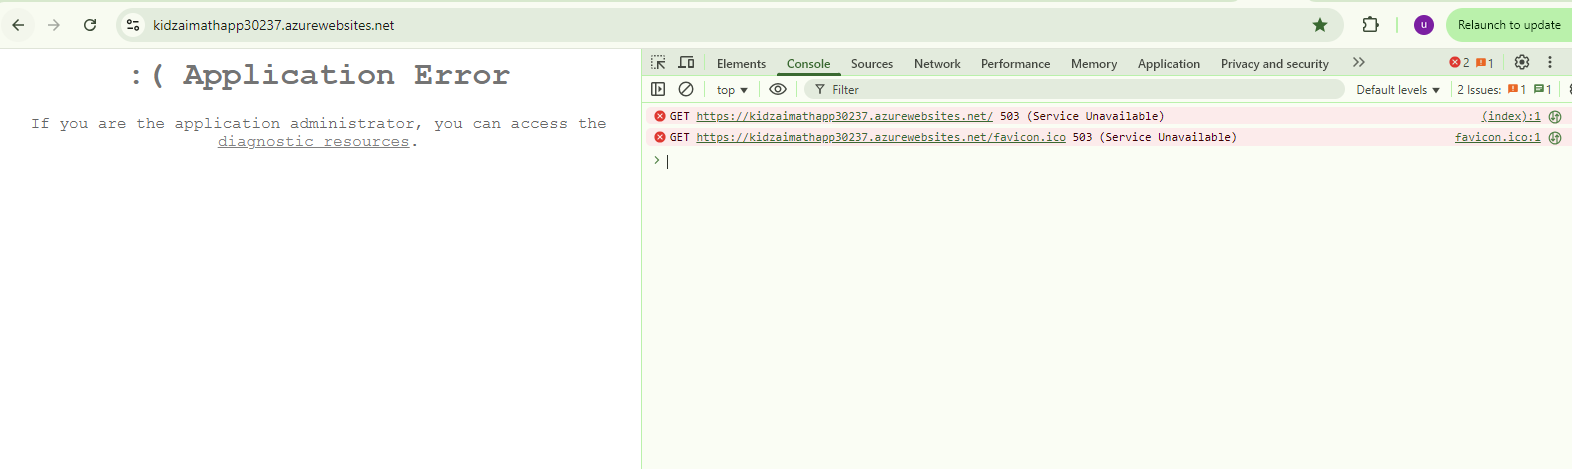 kidzaimathapp30237.azurewebsites.net
u
Relaunch to update
:( Application Error
If you are the application administrator, you can access the
diagnostic resources.
Elements Console Sources Network Performance Memory Application Privacy and security
2 1
top Filter Default levels 2 Issues: 1 1
GET https://kidzaimathapp30237.azurewebsites.net/ 503 (Service Unavailable) (index):1
GET https://kidzaimathapp30237.azurewebsites.net/favicon.ico 503 (Service Unavailable) favicon.ico:1